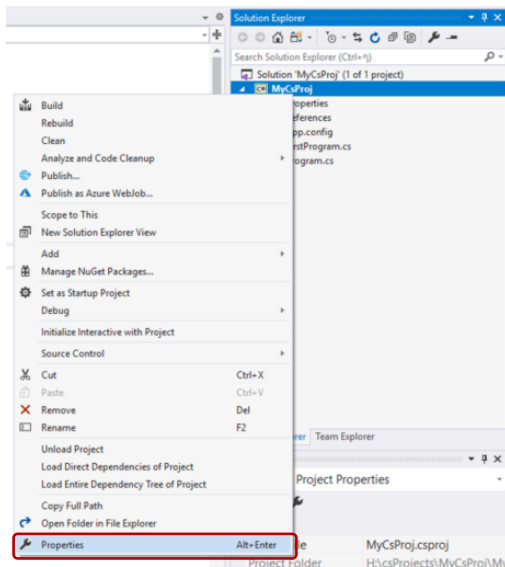 Solution Explorer
Search Solution Explorer (Ctrl+ף)
Solution 'MyCsProj' (1 of 1 project)
C# MyCsProj
roperties
eferences
pp.config
rstProgram.cs
rogram.cs
Build
Rebuild
Clean
Analyze and Code Cleanup
Publish...
Publish as Azure WebJob...
Scope to This
New Solution Explorer View
Add
Manage NuGet Packages...
Set as Startup Project
Debug
Initialize Interactive with Project
Source Control
Cut Ctrl+X
Paste Ctrl+V
Remove Del
Rename F2
Unload Project
Load Direct Dependencies of Project
Load Entire Dependency Tree of Project
Copy Full Path
Open Folder in File Explorer
Properties Alt+Enter
rer Team Explorer
Project Properties
le MyCsProj.csproj
Project Folder H:\csProjects\MyCsProj\My